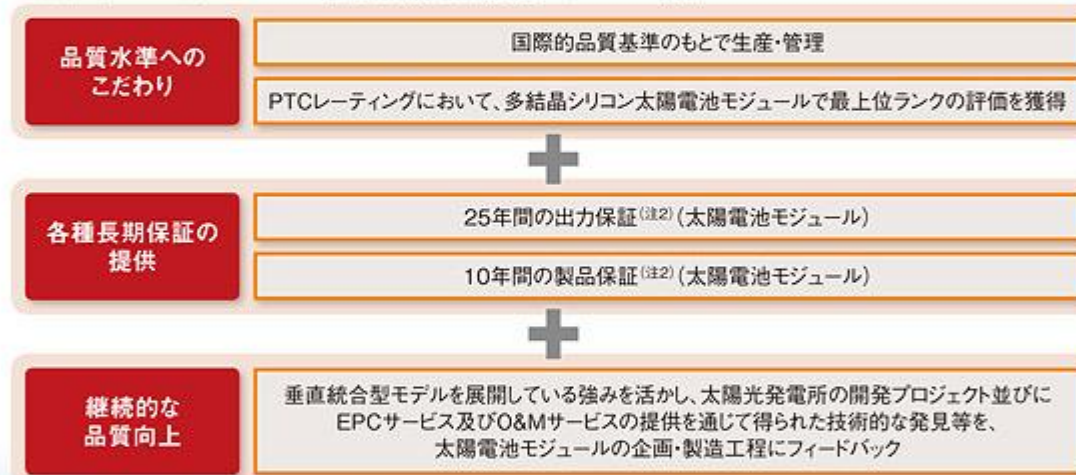 品質水準への
こだわり
国際的品質基準のもとで生産・管理
PTCレーティングにおいて、多結晶シリコン太陽電池モジュールで最上位ランクの評価を獲得
+
各種長期保証の
提供
25年間の出力保証(注2)(太陽電池モジュール)
10年間の製品保証(注2)(太陽電池モジュール)
+
継続的な
品質向上
垂直統合型モデルを展開している強みを活かし、太陽光発電所の開発プロジェクト並びに
EPCサービス及びO&Mサービスの提供を通じて得られた技術的な発見等を、
太陽電池モジュールの企画・製造工程にフィードバック